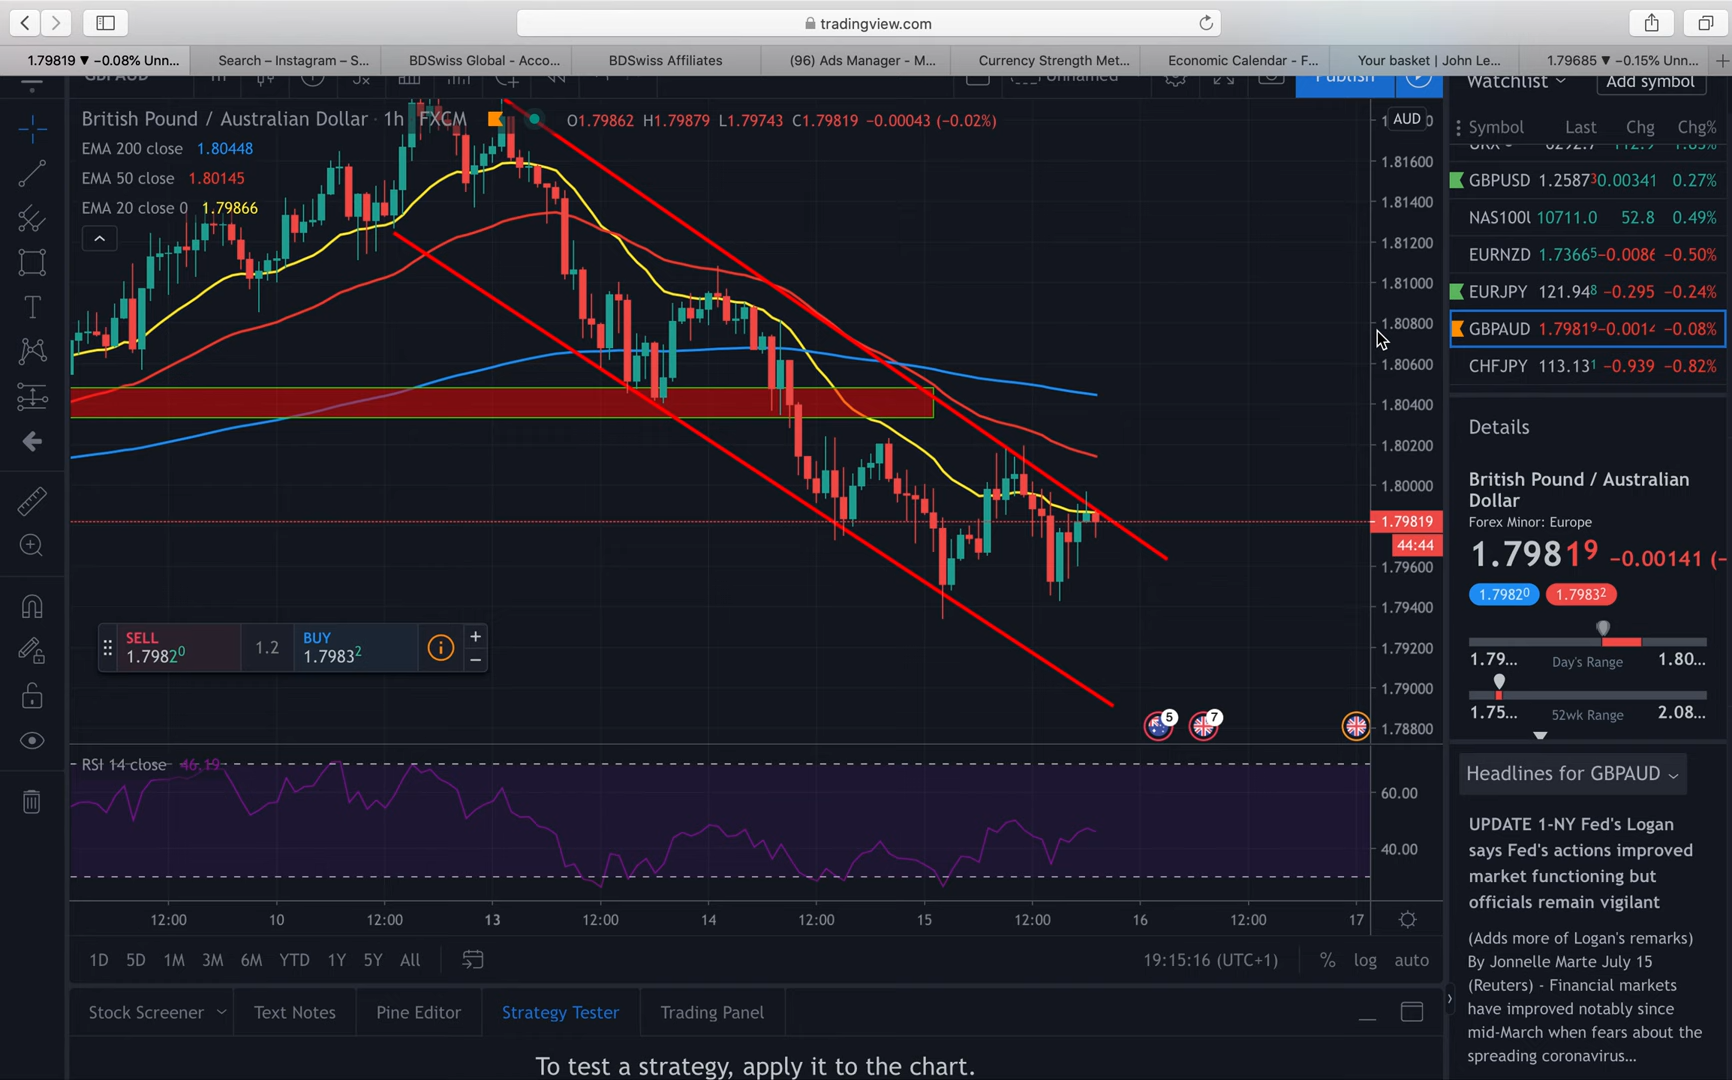 tradingview.com
1.79819 ▼ −0.08% Unn...
Search – Instagram – S...
BDSwiss Global - Acco...
BDSwiss Affiliates
(96) Ads Manager - M...
Currency Strength Met...
Economic Calendar - F...
Your basket | John Le...
1.79685 ▼ −0.15% Unn...
GBPAUD
Unnamed
Publish
British Pound / Australian Dollar · 1h FXCM
O1.79862 H1.79879 L1.79743 C1.79819 −0.00043 (−0.02%)
EMA 200 close 1.80448
EMA 50 close 1.80145
EMA 20 close 0 1.79866
AUD
1.81600
1.81400
1.81200
1.81000
1.80800
1.80600
1.80400
1.80200
1.80000
1.79819
44:44
1.79600
1.79400
1.79200
1.79000
1.78800
SELL
1.79820
1.2
BUY
1.79832
5
7
RSI 14 close 46.19
60.00
40.00
12:00 10 12:00 13 12:00 14 12:00 15 12:00 16 12:00 17
1D 5D 1M 3M 6M YTD 1Y 5Y All
19:15:16 (UTC+1) % log auto
Stock Screener Text Notes Pine Editor Strategy Tester Trading Panel
To test a strategy, apply it to the chart.
Watchlist
Add symbol
Symbol Last Chg Chg%
GBPUSD 1.25873 0.00341 0.27%
NAS100 10711.0 52.8 0.49%
EURNZD 1.73665 −0.0086 −0.50%
EURJPY 121.948 −0.295 −0.24%
GBPAUD 1.79819 −0.0014 −0.08%
CHFJPY 113.131 −0.939 −0.82%
Details
British Pound / Australian
Dollar
Forex Minor: Europe
1.79819 −0.00141 (−
1.79820 1.79832
1.79... Day's Range 1.80...
1.75... 52wk Range 2.08...
Headlines for GBPAUD
UPDATE 1-NY Fed's Logan
says Fed's actions improved
market functioning but
officials remain vigilant
(Adds more of Logan's remarks)
By Jonnelle Marte July 15
(Reuters) - Financial markets
have improved notably since
mid-March when fears about the
spreading coronavirus...